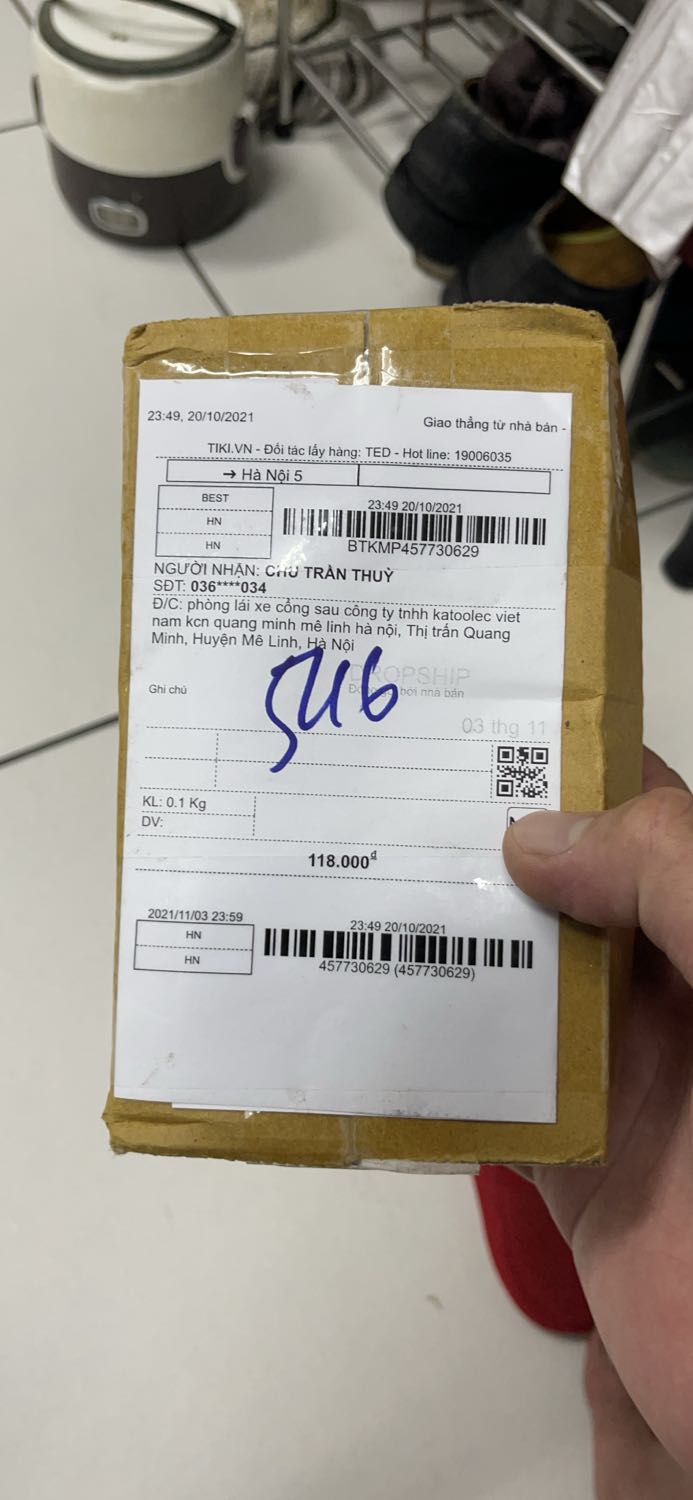 23:49, 20/10/2021
Giao thẳng từ nhà bán -
TIKI.VN - Đối tác lấy hàng: TED - Hot line: 19006035
→ Hà Nội 5
BEST
HN
HN
23:49 20/10/2021
BTKMP457730629
NGƯỜI NHẬN: CHU TRẦN THUỲ
SĐT: 036****034
Đ/C: phòng lái xe cổng sau công ty tnhh katoolec viet
nam kcn quang minh mê linh hà nội, Thị trấn Quang
Minh, Huyện Mê Linh, Hà Nội
DROPSHIP
Ghi chú
Đóng gói bởi nhà bán
546
03 thg 11
KL: 0.1 Kg
DV:
118.000đ
2021/11/03 23:59
HN
HN
23:49 20/10/2021
457730629 (457730629)